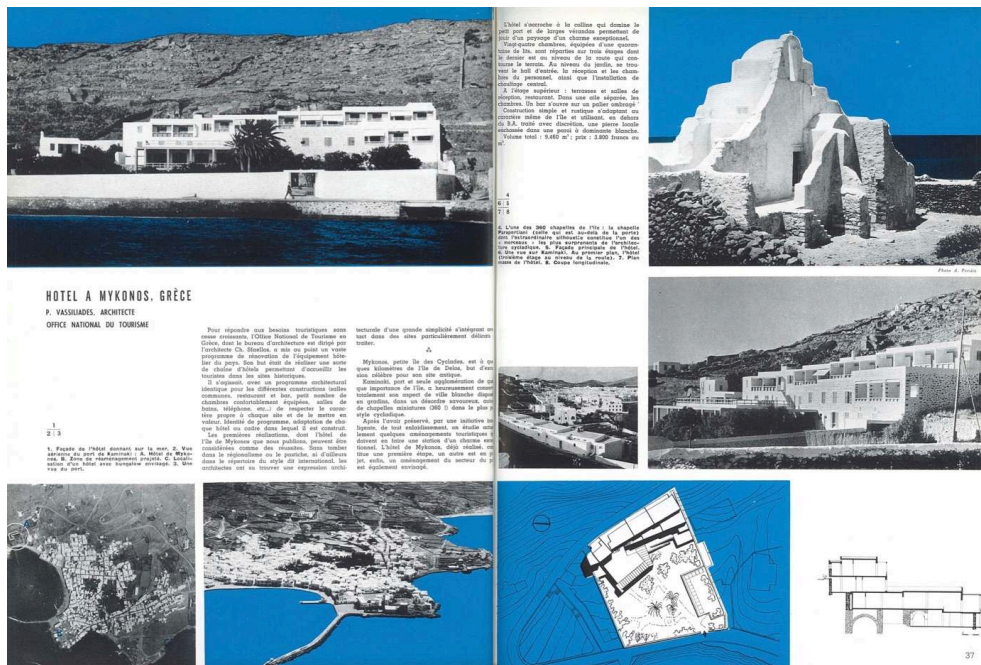 HOTEL A MYKONOS, GRÈCE
P. VASSILIADES, ARCHITECTE
OFFICE NATIONAL DU TOURISME
1
2 | 3
1. Façade de l'hôtel donnant sur la mer. 2. Vue
aérienne du port de Kaminaki : A. Hôtel de Myko-
nos. B. Zone de réaménagement projeté. C. Locali-
sation d'un hôtel avec bungalow envisagé. 3. Une
vue du port.
Pour répondre aux besoins touristiques sans
cesse croissants, l'Office National de Tourisme en
Grèce, dont le bureau d'architecture est dirigé par
l'architecte Ch. Sfaellos, a mis au point un vaste
programme de rénovation de l'équipement hôte-
lier du pays. Son but était de réaliser une sorte
de chaîne d'hôtels permettant d'accueillir les
touristes dans les sites historiques.
Il s'agissait, avec un programme architectural
identique pour les différentes constructions (salles
communes, restaurant et bar, petit nombre de
chambres confortablement équipées, salles de
bains, téléphone, etc...) de respecter le carac-
tère propre à chaque site et de le mettre en
valeur. Identité de programme, adaptation de cha-
que hôtel au cadre dans lequel il est construit.
Les premières réalisations, dont l'hôtel de
l'île de Mykonos que nous publions, peuvent être
considérées comme des réussites. Sans tomber
dans le régionalisme ou le pastiche, ni d'ailleurs
dans le répertoire du style dit international, les
architectes ont su trouver une expression archi-
tecturale d'une grande simplicité s'intégrant
tant dans des sites particulièrement délicats
traiter.
Mykonos, petite île des Cyclades, est à
ques kilomètres de l'île de Délos, but
sion célèbre pour son site antique.
Kaminaki, port et seule agglomération de
que importance de l'île, a heureusement
totalement son aspect de ville blanche
en gradins, dans un désordre savoureux,
de chapelles miniatures (360 !) dans le plus
style cycladique.
Après l'avoir préservé, par une initiative
ligente, de tout enlaidissement, on étudie
lement quelques aménagements touristiques
doivent en faire une station d'un charme
tionnel. L'hôtel de Mykonos, déjà réalisé,
titue une première étape, un autre est en
jet, enfin, un aménagement du secteur du
est également envisagé.
L'hôtel s'accroche à la colline qui domine le
petit port et de larges vérandas permettent de
jouir d'un paysage d'un charme exceptionnel.
Vingt-quatre chambres, équipées d'une quaran-
taine de lits, sont réparties sur trois étages dont
le dernier est au niveau de la route qui con-
tourne le terrain. Au niveau du jardin, se trou-
vent le hall d'entrée, la réception et les cham-
bres du personnel, ainsi que l'installation de
chauffage central.
A l'étage supérieur : terrasses et salles de
réception, restaurant. Dans une aile séparée, les
chambres. Un bar s'ouvre sur un palier ombragé
Construction simple et rustique s'adaptant au
caractère même de l'île et utilisant, en dehors
du B.A. traité avec discrétion, une pierre locale
enchâssée dans une paroi à dominante blanche.
Volume total : 9.460 m³ ; prix : 3.800 francs au
m³.
4
6 | 5
7 | 8
4. L'une des 360 chapelles de l'île : la chapelle
Parapertiani (celle qui est au-delà de la porte)
dont l'extraordinaire silhouette constitue l'un des
« morceaux » les plus surprenants de l'architec-
ture cycladique. 5. Façade principale de l'hôtel.
6. Une vue sur Kaminaki. Au premier plan, l'hôtel
(troisième étage au niveau de la route). 7. Plan
masse de l'hôtel. 8. Coupe longitudinale.
37